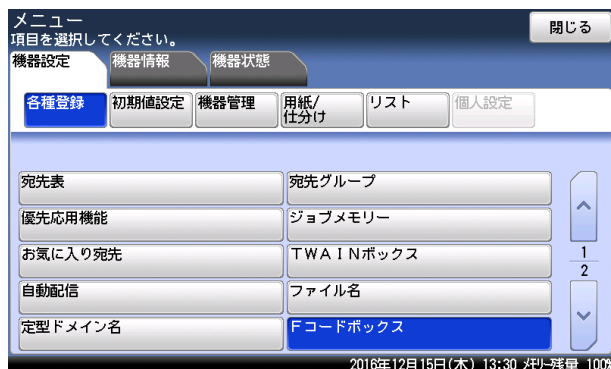 メニュー
項目を選択してください。
閉じる
機器設定
機器情報
機器状態
各種登録
初期値設定
機器管理
用紙/
仕分け
リスト
個人設定
宛先表
宛先グループ
優先応用機能
ジョブメモリー
お気に入り宛先
TWAINボックス
1
2
自動配信
ファイル名
定型ドメイン名
Fコードボックス
2016年12月15日(木) 13:30 メモリー残量 100%